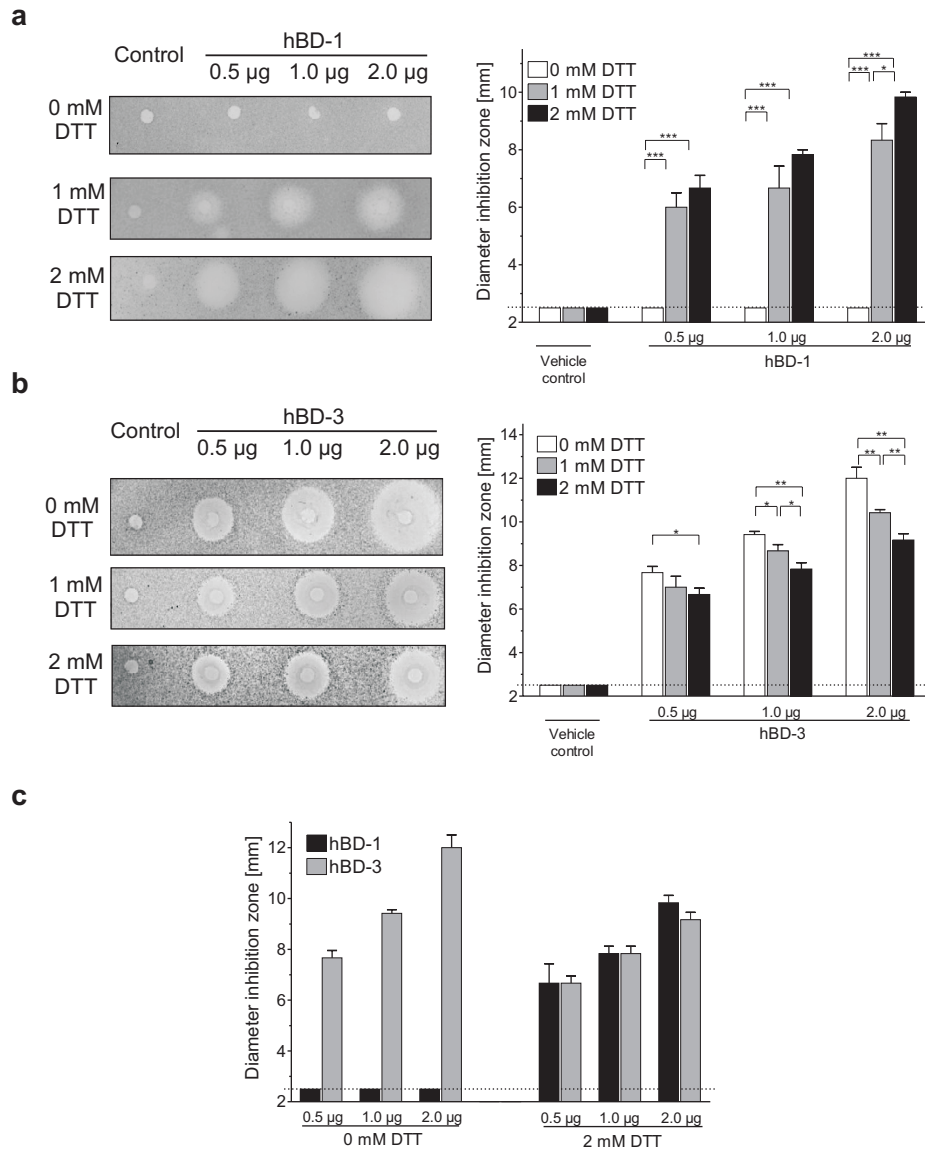 a
Control
hBD-1
0.5 µg 1.0 µg 2.0 µg
0 mM
DTT
1 mM
DTT
2 mM
DTT
Diameter inhibition zone [mm]
0 mM DTT
1 mM DTT
2 mM DTT
10
8
6
4
2
***
***
***
***
***
*** *
Vehicle
control
0.5 µg 1.0 µg 2.0 µg
hBD-1
b
Control
hBD-3
0.5 µg 1.0 µg 2.0 µg
0 mM
DTT
1 mM
DTT
2 mM
DTT
Diameter inhibition zone [mm]
0 mM DTT
1 mM DTT
2 mM DTT
14
12
10
8
6
4
2
*
**
* *
**
** **
Vehicle
control
0.5 µg 1.0 µg 2.0 µg
hBD-3
c
Diameter inhibition zone [mm]
hBD-1
hBD-3
12
10
8
6
4
2
0.5 µg 1.0 µg 2.0 µg
0 mM DTT
0.5 µg 1.0 µg 2.0 µg
2 mM DTT